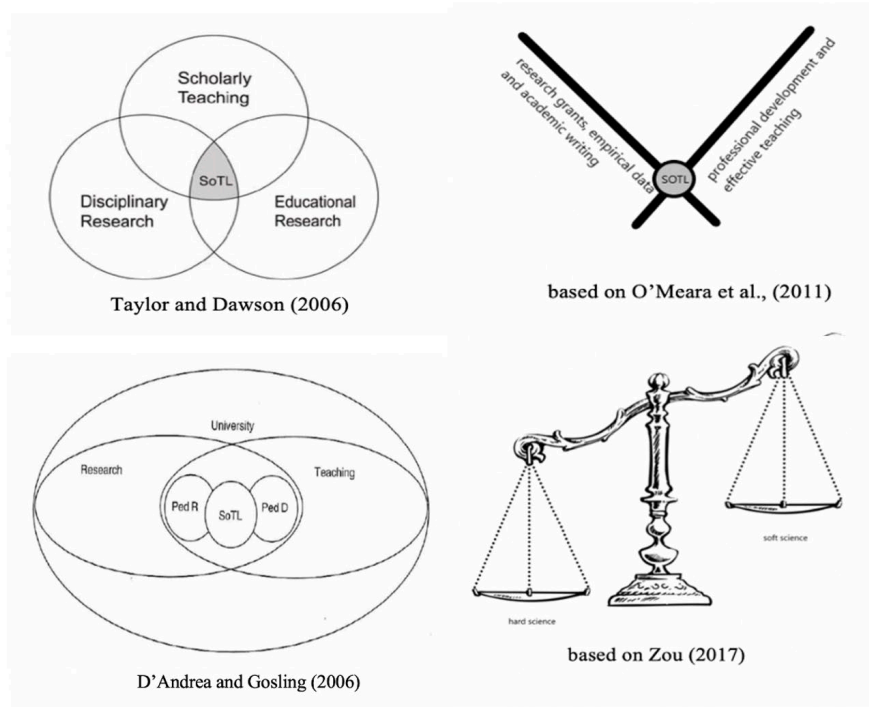 Scholarly
Teaching
SoTL
Disciplinary
Research
Educational
Research
Taylor and Dawson (2006)
research grants, empirical data
and academic writing
SOTL
professional development and
effective teaching
based on O’Meara et al., (2011)
University
Research
Teaching
Ped R
SoTL
Ped D
D’Andrea and Gosling (2006)
hard science
soft science
based on Zou (2017)